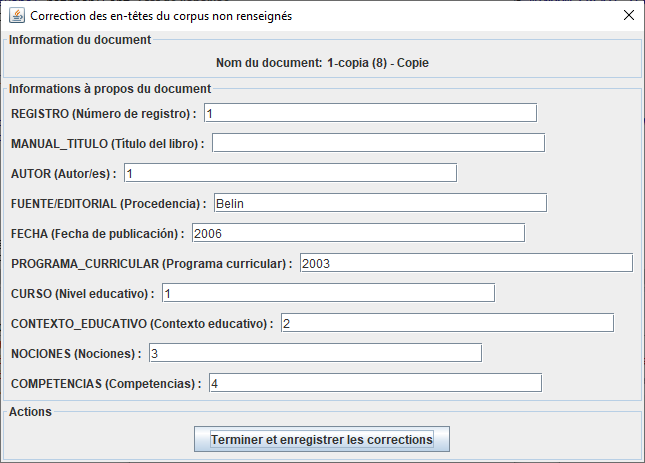 Correction des en-têtes du corpus non renseignés
Information du document
Nom du document: 1-copia (8) - Copie
Informations à propos du document
REGISTRO (Número de registro) : 1
MANUAL_TITULO (Título del libro) :
AUTOR (Autor/es) : 1
FUENTE/EDITORIAL (Procedencia) : Belin
FECHA (Fecha de publicación) : 2006
PROGRAMA_CURRICULAR (Programa curricular) : 2003
CURSO (Nivel educativo) : 1
CONTEXTO_EDUCATIVO (Contexto educativo) : 2
NOCIONES (Nociones) : 3
COMPETENCIAS (Competencias) : 4
Actions
Terminer et enregistrer les corrections